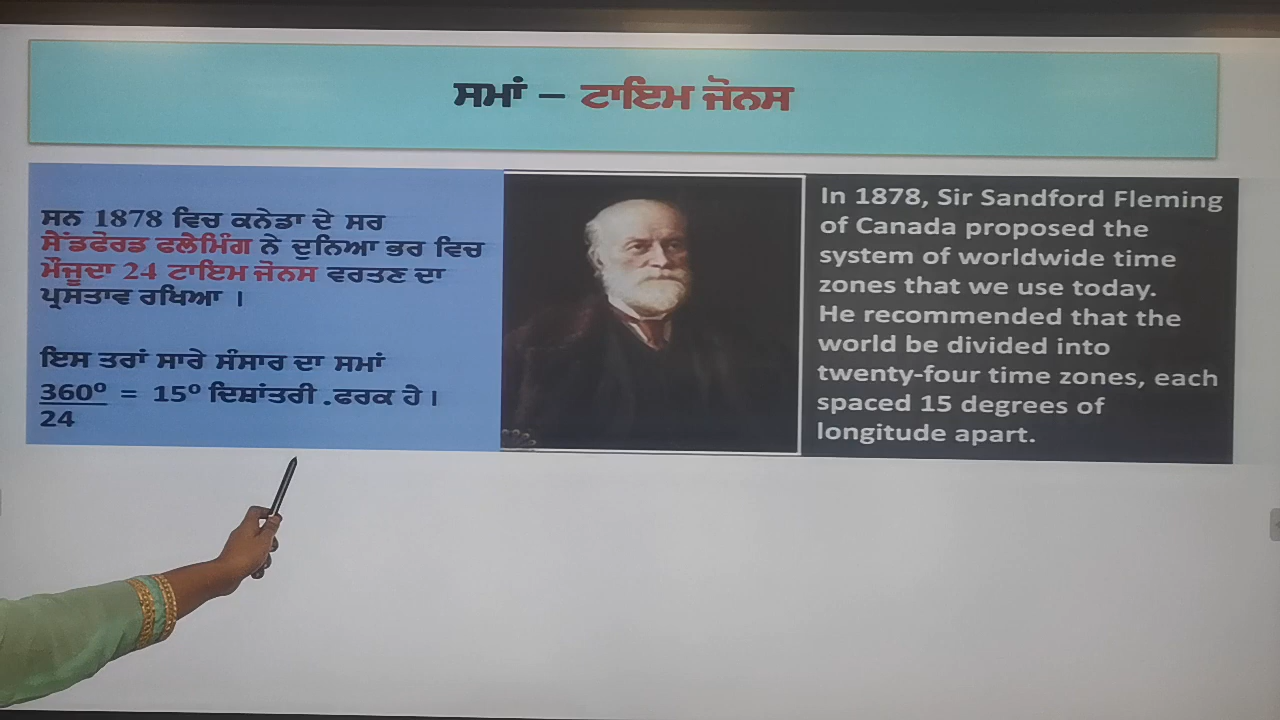 ਸਮਾਂ – ਟਾਇਮ ਜੋਨਸ
ਸਨ 1878 ਵਿਚ ਕਨੇਡਾ ਦੇ ਸਰ
ਸੈਂਡਫੋਰਡ ਫਲੈਮਿੰਗ ਨੇ ਦੁਨਿਆ ਭਰ ਵਿਚ
ਮੌਜੂਦਾ 24 ਟਾਇਮ ਜੋਨਸ ਵਰਤਣ ਦਾ
ਪ੍ਰਸਤਾਵ ਰਖਿਆ ।
ਇਸ ਤਰਾਂ ਸਾਰੇ ਸੰਸਾਰ ਦਾ ਸਮਾਂ
360⁰ = 15⁰ ਦਿਸ਼ਾਂਤਰੀ .ਫਰਕ ਹੇ ।
24
In 1878, Sir Sandford Fleming
of Canada proposed the
system of worldwide time
zones that we use today.
He recommended that the
world be divided into
twenty-four time zones, each
spaced 15 degrees of
longitude apart.